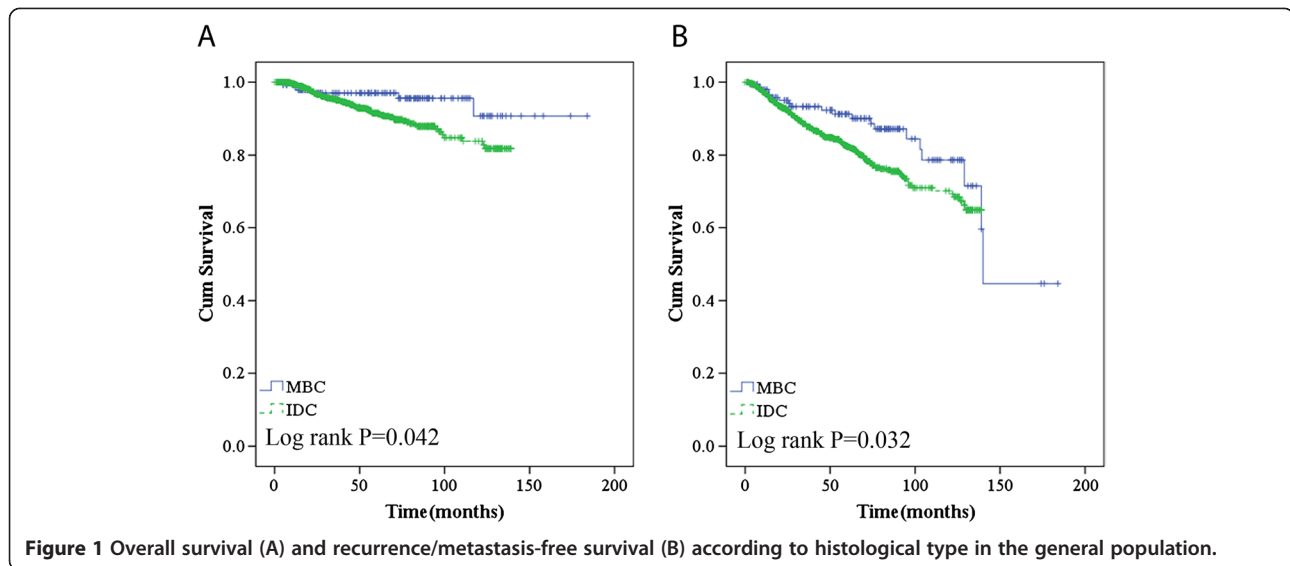 A
1.0
0.8
0.6
0.4
0.2
0.0
Cum Survival
MBC
IDC
Log rank P=0.042
0 50 100 150 200
Time(months)
B
1.0
0.8
0.6
0.4
0.2
0.0
Cum Survival
MBC
IDC
Log rank P=0.032
0 50 100 150 200
Time(months)
Figure 1 Overall survival (A) and recurrence/metastasis-free survival (B) according to histological type in the general population.